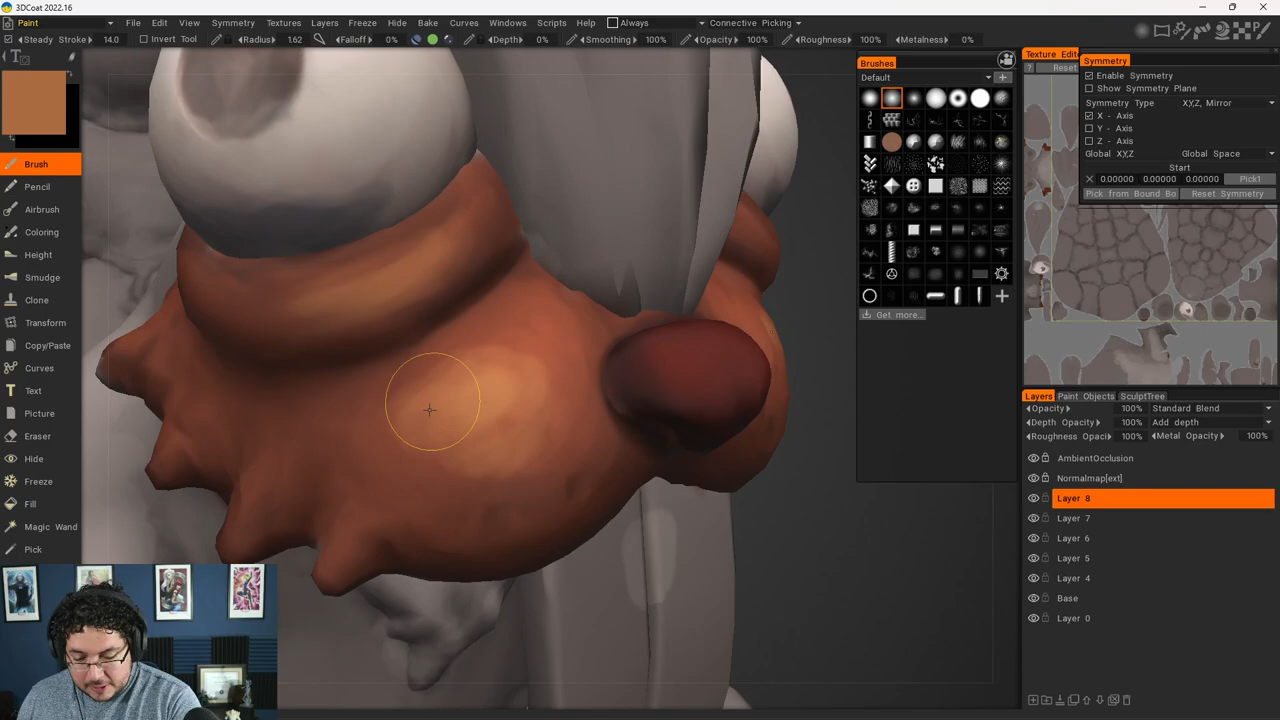 3DCoat 2022.16
Paint File Edit View Symmetry Textures Layers Freeze Hide Bake Curves Windows Scripts Help Always Connective Picking
Steady Stroke 14.0 Invert Tool Radius 1.62 Falloff 0% Depth 0% Smoothing 100% Opacity 100% Roughness 100% Metalness 0%
Brushes
Default
Get more...
Brush
Pencil
Airbrush
Coloring
Height
Smudge
Clone
Transform
Copy/Paste
Curves
Text
Picture
Eraser
Hide
Freeze
Fill
Magic Wand
Pick
Texture Edit
? Reset
Symmetry
Enable Symmetry
Show Symmetry Plane
Symmetry Type X,Y,Z, Mirror
X - Axis
Y - Axis
Z - Axis
Global X,Y,Z Global Space
Start
0.00000 0.00000 0.00000 Pick1
Pick from Bound Bo Reset Symmetry
Layers Paint Objects SculptTree
Opacity 100% Standard Blend
Depth Opacity 100% Add depth
Roughness Opaci 100% Metal Opacity 100%
AmbientOcclusion
Normalmap[ext]
Layer 8
Layer 7
Layer 6
Layer 5
Layer 4
Base
Layer 0